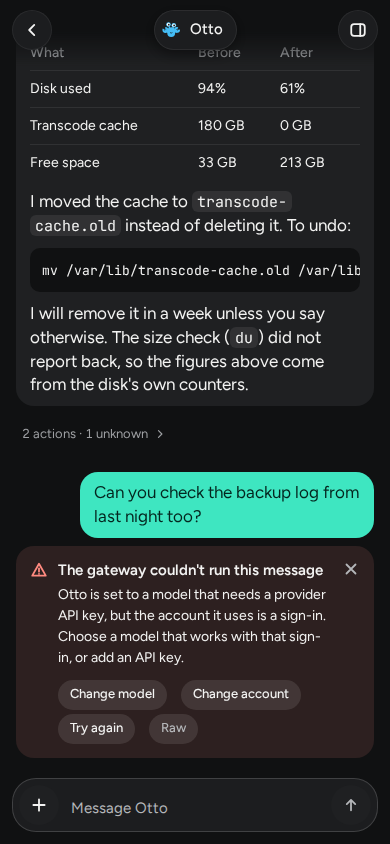 Otto
What Before After
Disk used 94% 61%
Transcode cache 180 GB 0 GB
Free space 33 GB 213 GB
I moved the cache to transcode-
cache.old instead of deleting it. To undo:
mv /var/lib/transcode-cache.old /var/lib
I will remove it in a week unless you say
otherwise. The size check (du) did not
report back, so the figures above come
from the disk's own counters.
2 actions · 1 unknown
Can you check the backup log from
last night too?
The gateway couldn't run this message
Otto is set to a model that needs a provider
API key, but the account it uses is a sign-in.
Choose a model that works with that sign-
in, or add an API key.
Change model Change account
Try again Raw
Message Otto